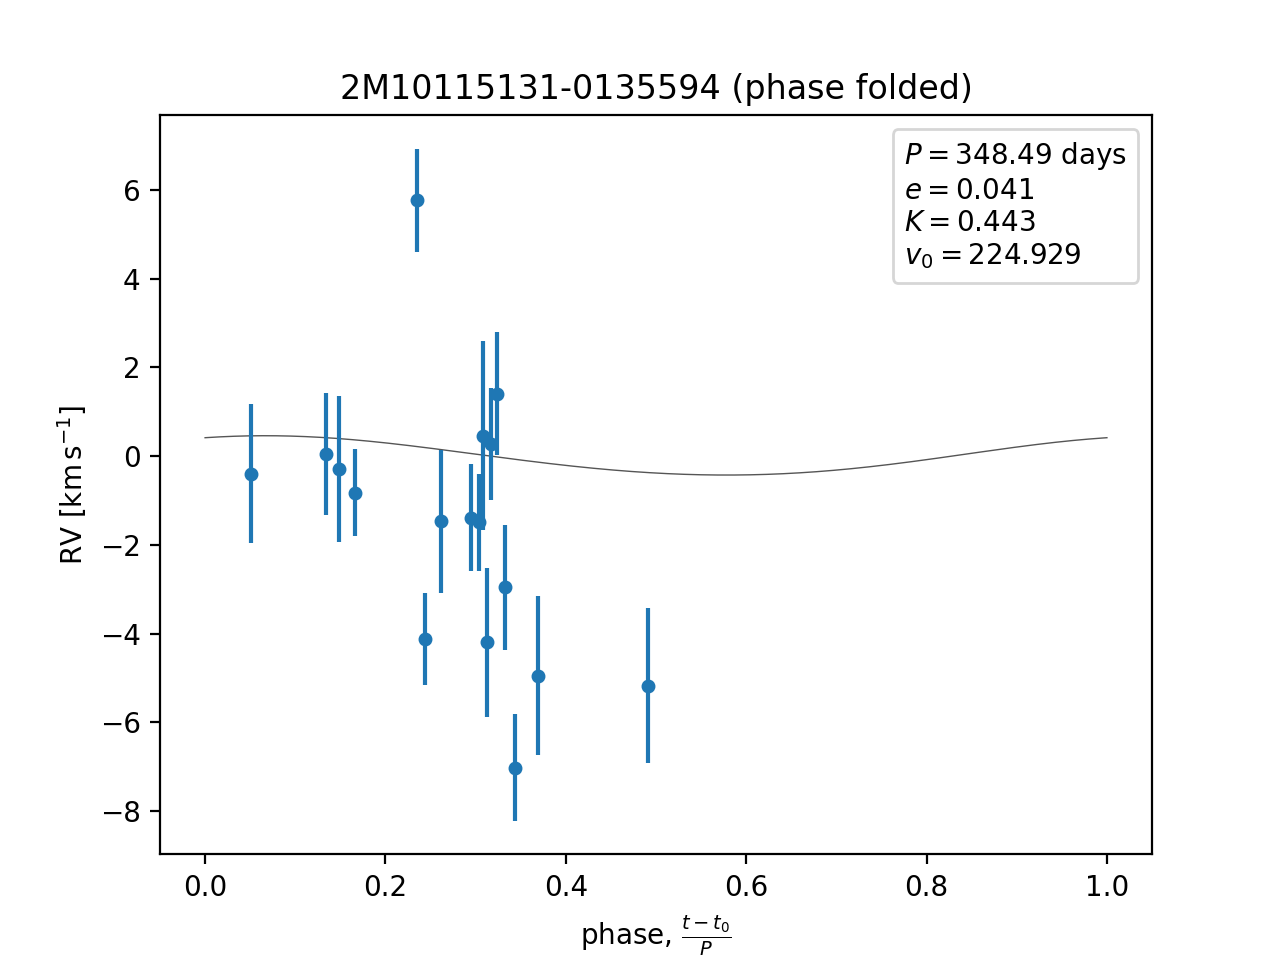 2M10115131-0135594 (phase folded)
P = 348.49 days
e = 0.041
K = 0.443
v₀ = 224.929
6
4
2
0
−2
−4
−6
−8
RV [km s⁻¹]
0.0 0.2 0.4 0.6 0.8 1.0
phase, (t − t₀)/P